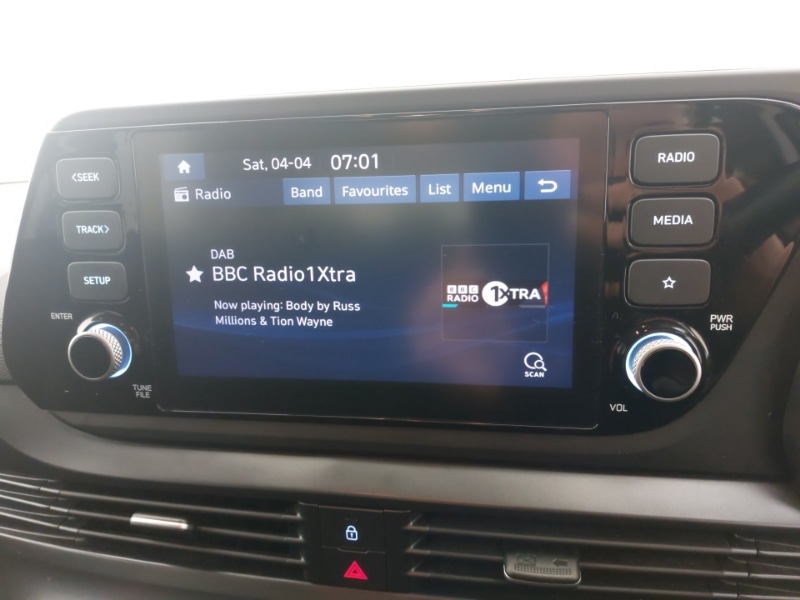 <SEEK
TRACK>
SETUP
ENTER
TUNE
FILE
Sat, 04-04 07:01
Radio Band Favourites List Menu
DAB
BBC Radio1Xtra
Now playing: Body by Russ
Millions & Tion Wayne
BBC
RADIO 1XTRA
SCAN
RADIO
MEDIA
PWR
PUSH
VOL